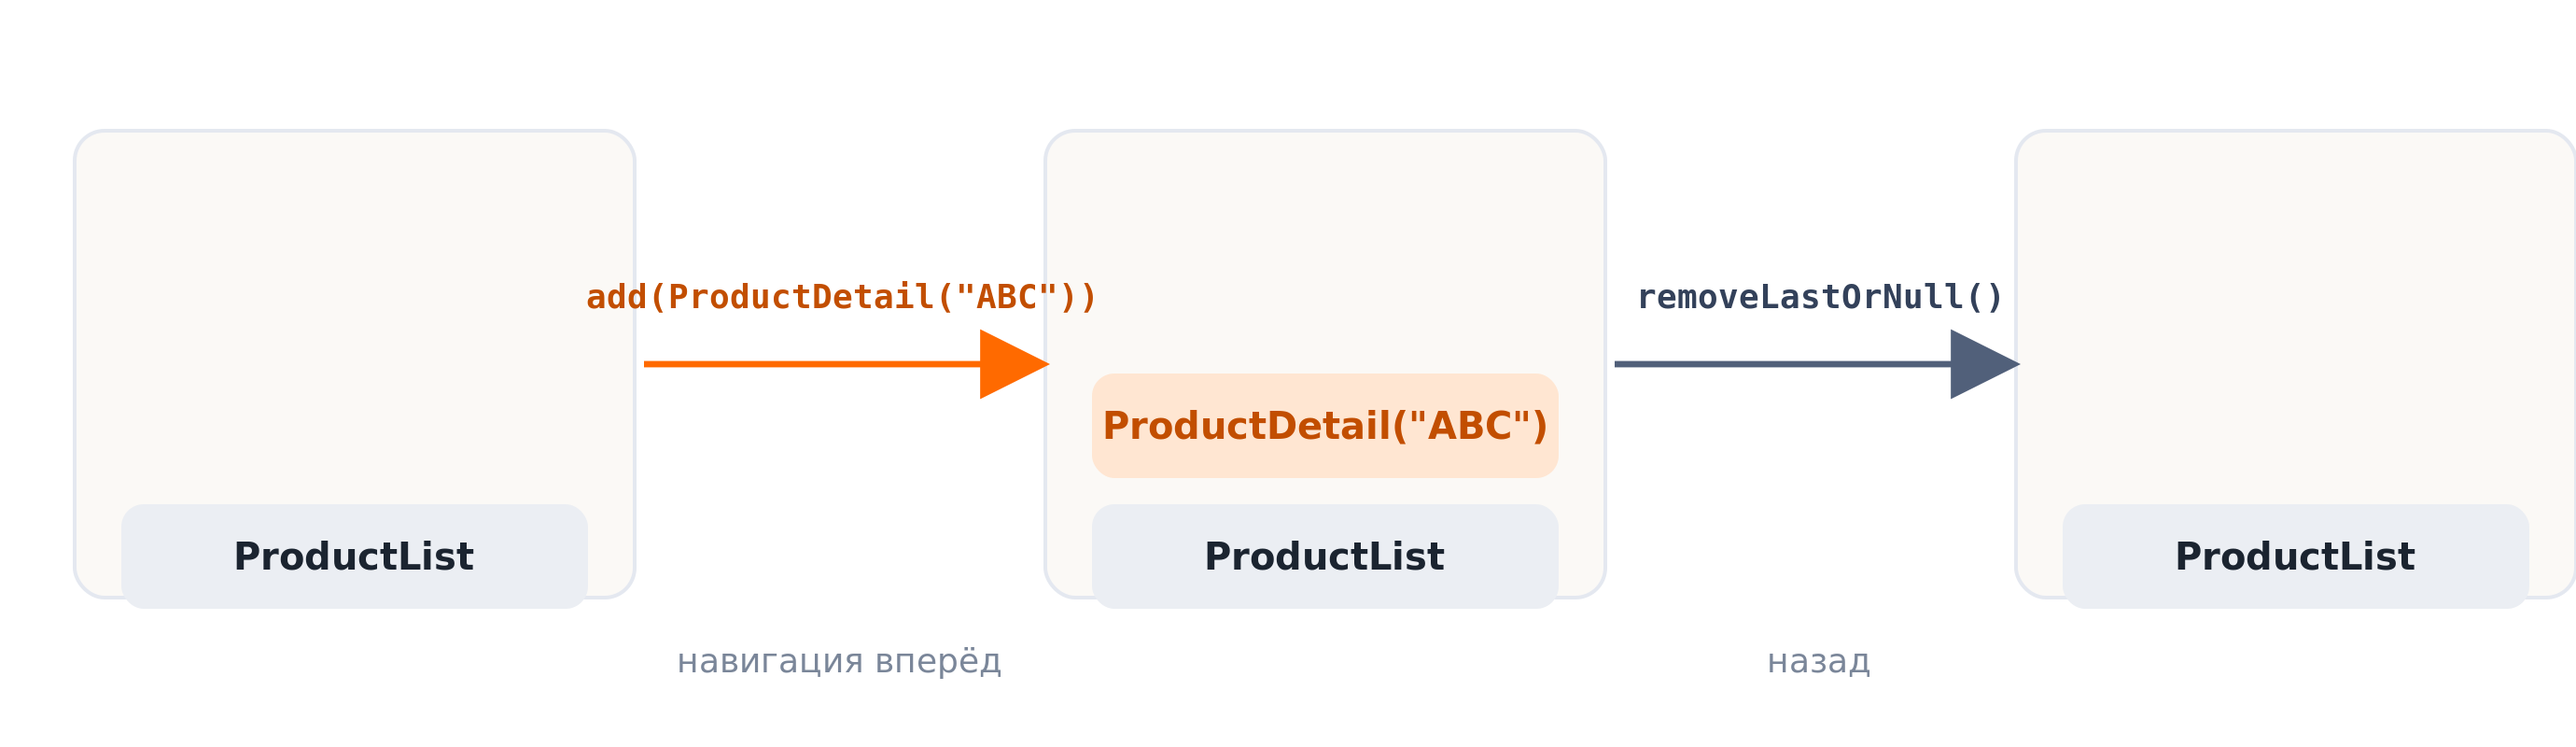 add(ProductDetail("ABC"))
removeLastOrNull()
ProductDetail("ABC")
ProductList
ProductList
ProductList
навигация вперёд
назад